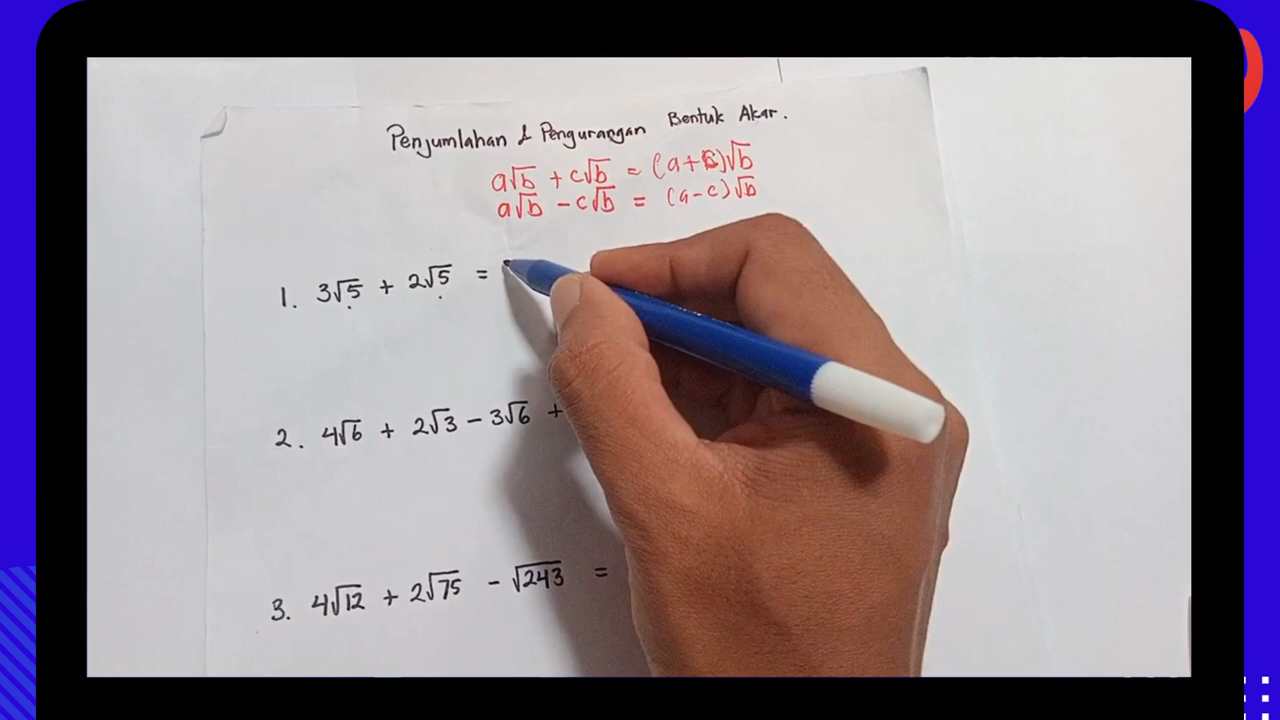 Penjumlahan & Pengurangan Bentuk Akar.
a√b + c√b = (a+c)√b
a√b - c√b = (a-c)√b
1. 3√5 + 2√5 =
2. 4√6 + 2√3 - 3√6 +
3. 4√12 + 2√75 - √243 =